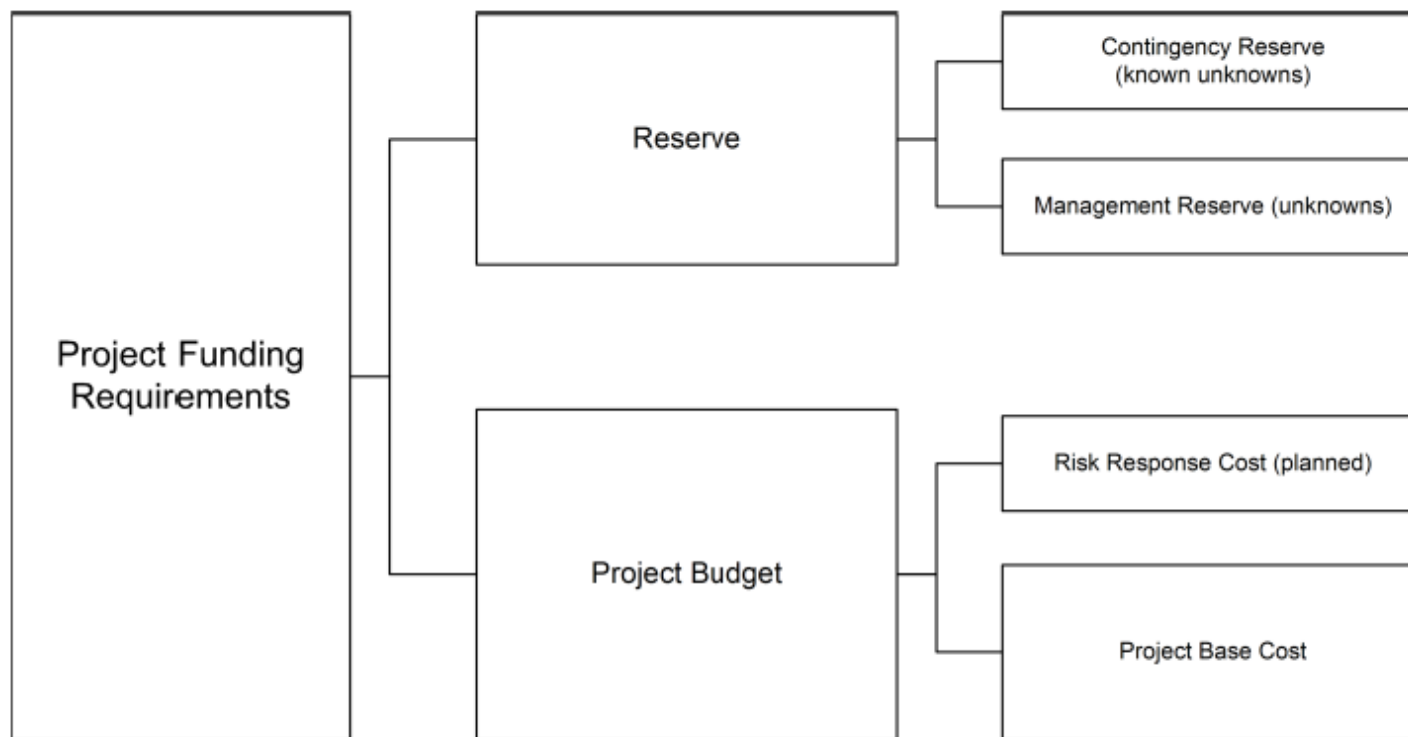 Project Funding
Requirements
Reserve
Contingency Reserve
(known unknowns)
Management Reserve (unknowns)
Project Budget
Risk Response Cost (planned)
Project Base Cost